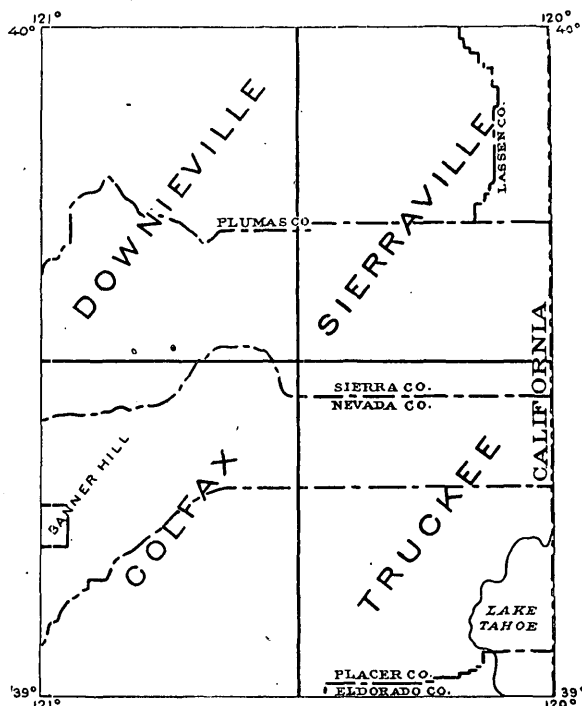 121°
120°
40°
40°
DOWNIEVILLE
SIERRAVILLE
LASSEN CO.
PLUMAS CO
CALIFORNIA
SIERRA CO.
NEVADA CO.
BANNER HILL
COLFAX
TRUCKEE
LAKE
TAHOE
PLACER CO.
ELDORADO CO.
39°
39°
121°
120°